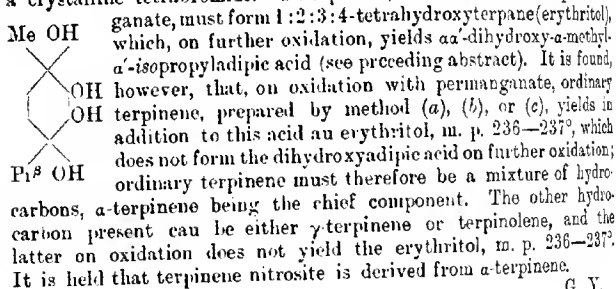 ganate, must form 1 : 2 : 3 : 4-tetrahydroxyterpane (erythritol),
Me OH
which, on further oxidation, yields αα'-dihydroxy-α-methyl-
α'-isopropyladipic acid (see preceding abstract). It is found,
OH however, that, on oxidation with permanganate, ordinary
OH terpinene, prepared by method (a), (b), or (c), yields in
addition to this acid au erythritol, m. p. 236—237°, which
does not form the dihydroxyadipic acid on further oxidation;
Prβ OH
ordinary terpinene must therefore be a mixture of hydro-
carbons, α-terpinene being the chief component. The other hydro-
carbon present can be either γ-terpinene or terpinolene, and the
latter on oxidation does not yield the erythritol, m. p. 236—237°.
It is held that terpinene nitrosite is derived from α-terpinene.
G. Y.